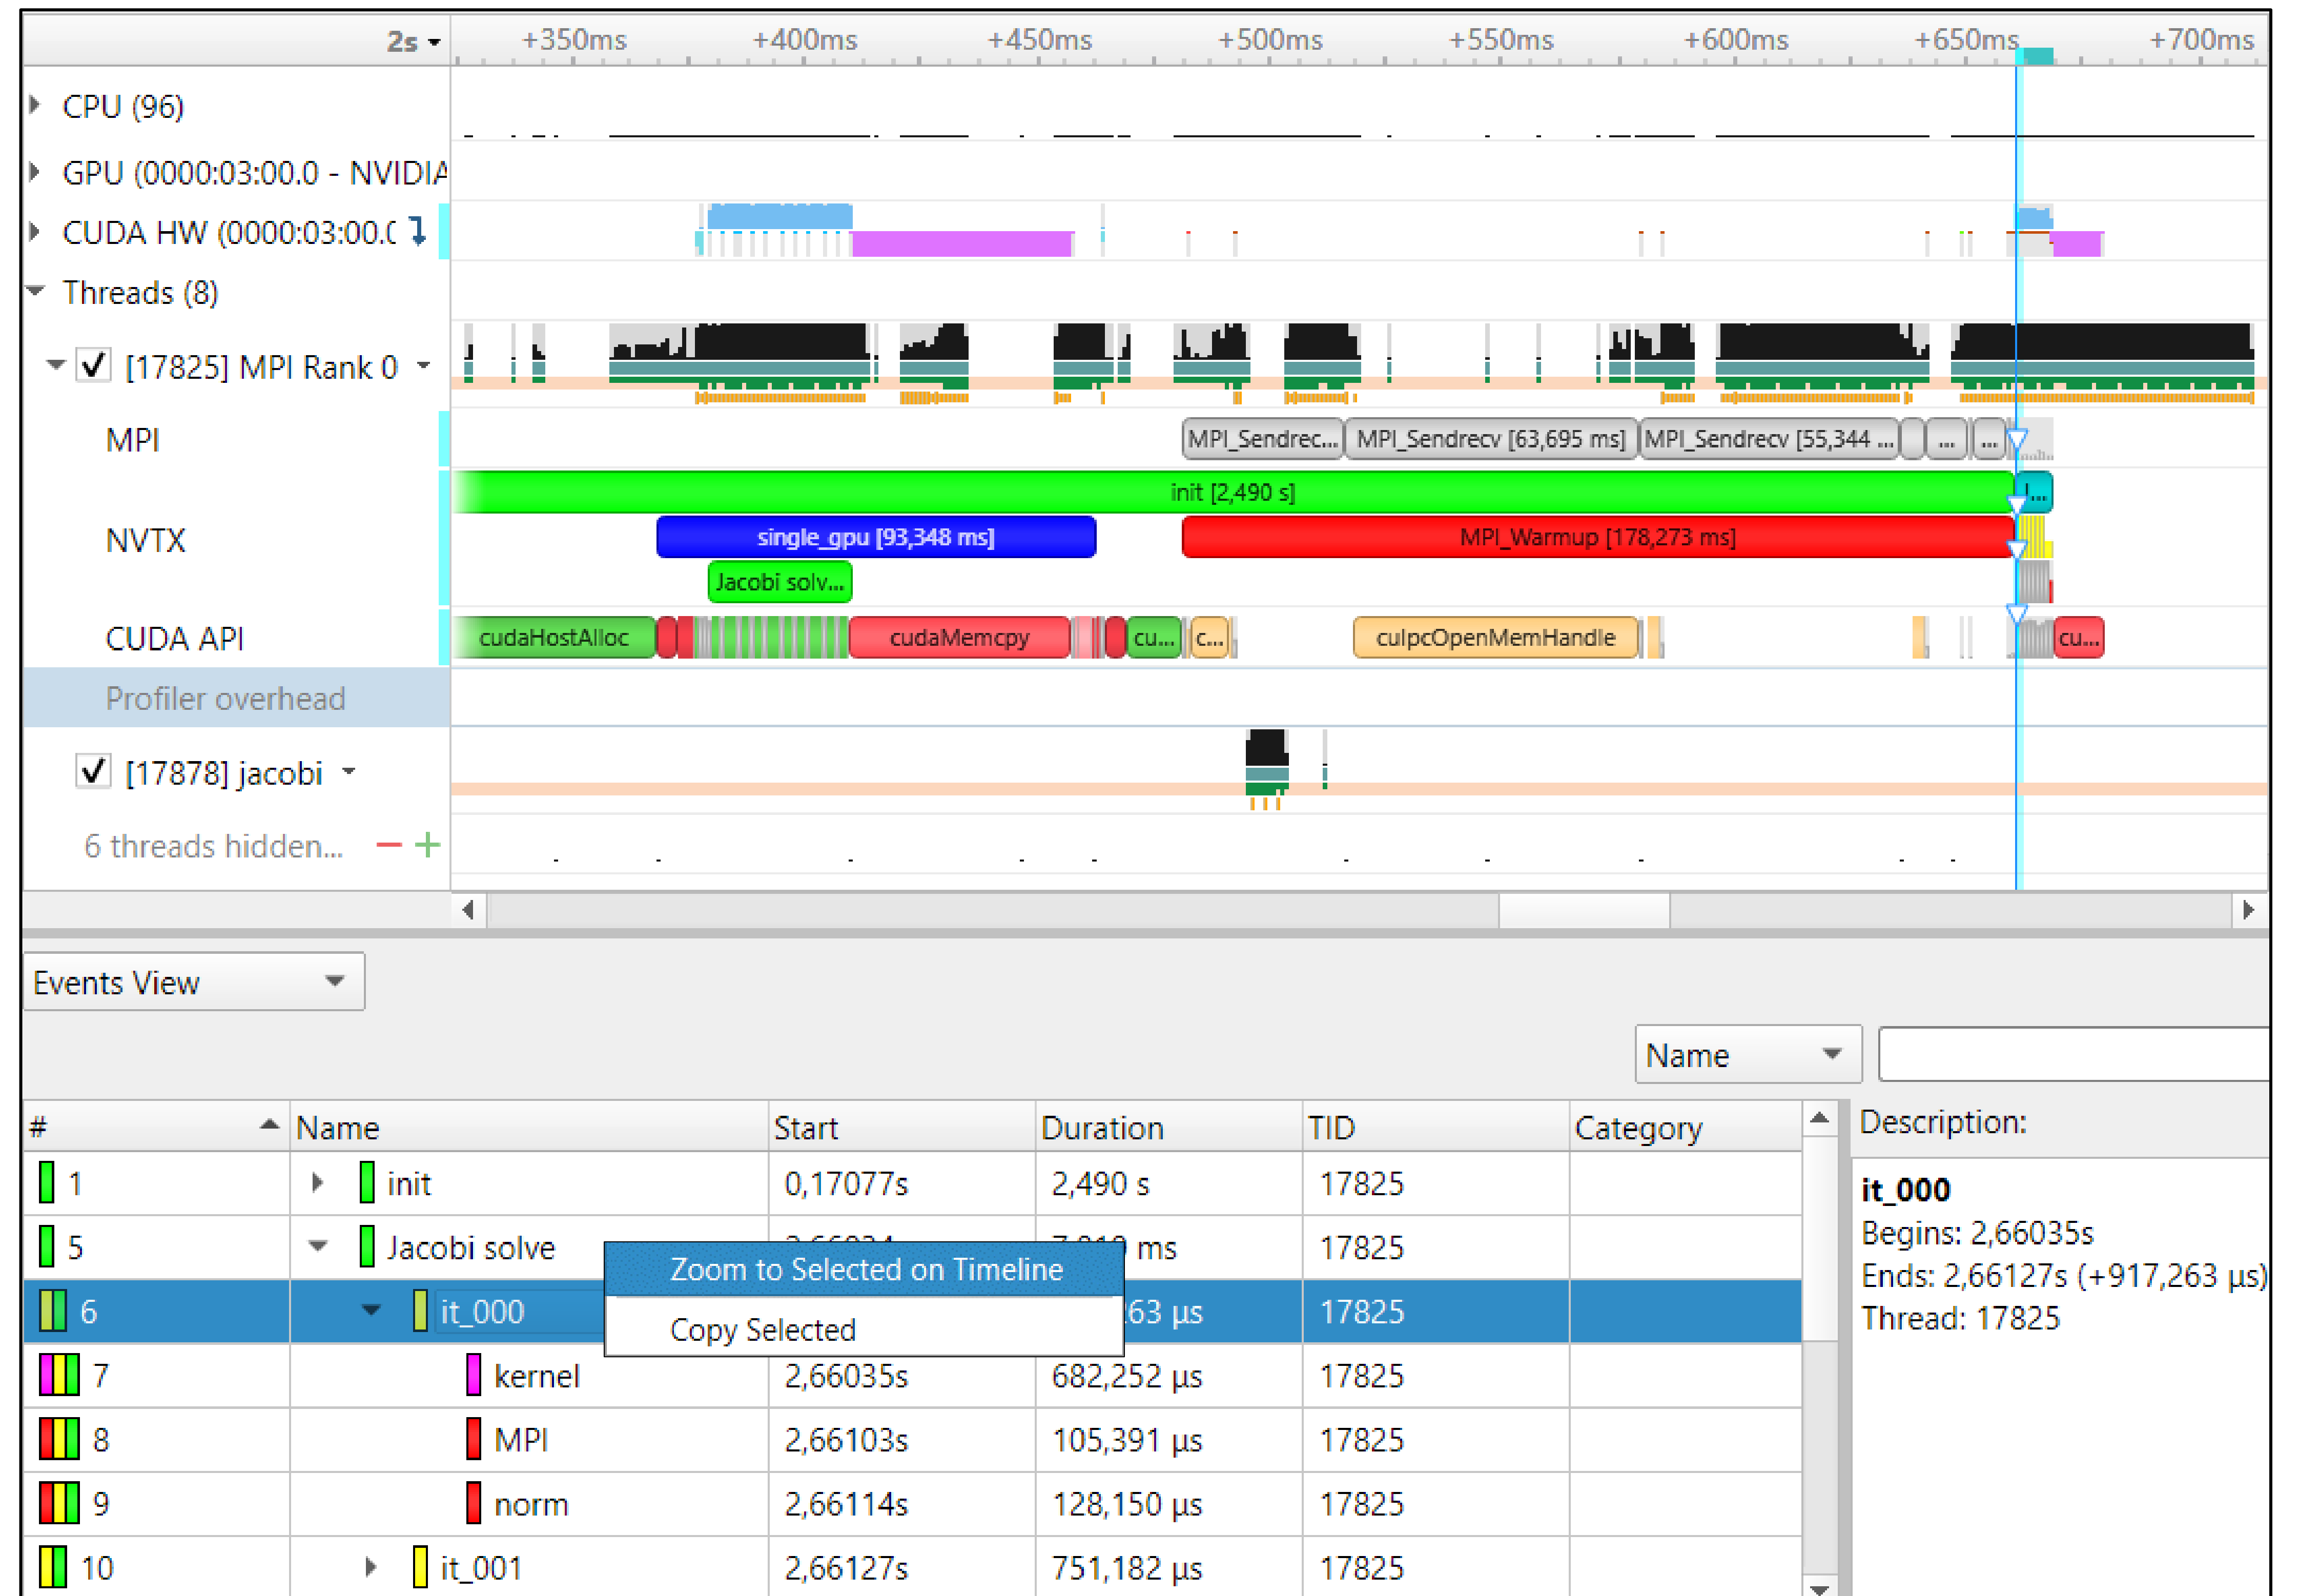 2s +350ms +400ms +450ms +500ms +550ms +600ms +650ms +700ms
CPU (96)
GPU (0000:03:00.0 - NVIDIA
CUDA HW (0000:03:00.0
Threads (8)
[17825] MPI Rank 0
MPI MPI_Sendrec... MPI_Sendrecv [63,695 ms] MPI_Sendrecv [55,344 ... ... ...
init [2,490 s]
NVTX single_gpu [93,348 ms] MPI_Warmup [178,273 ms]
Jacobi solv...
CUDA API cudaHostAlloc cudaMemcpy cu... c... cuIpcOpenMemHandle cu...
Profiler overhead
[17878] jacobi
6 threads hidden... − +
Events View
Name
# Name Start Duration TID Category Description:
1 init 0,17077s 2,490 s 17825
5 Jacobi solve ms 17825
Zoom to Selected on Timeline
6 it_000 63 µs 17825
Copy Selected
7 kernel 2,66035s 682,252 µs 17825
8 MPI 2,66103s 105,391 µs 17825
9 norm 2,66114s 128,150 µs 17825
10 it_001 2,66127s 751,182 µs 17825
it_000
Begins: 2,66035s
Ends: 2,66127s (+917,263 µs)
Thread: 17825